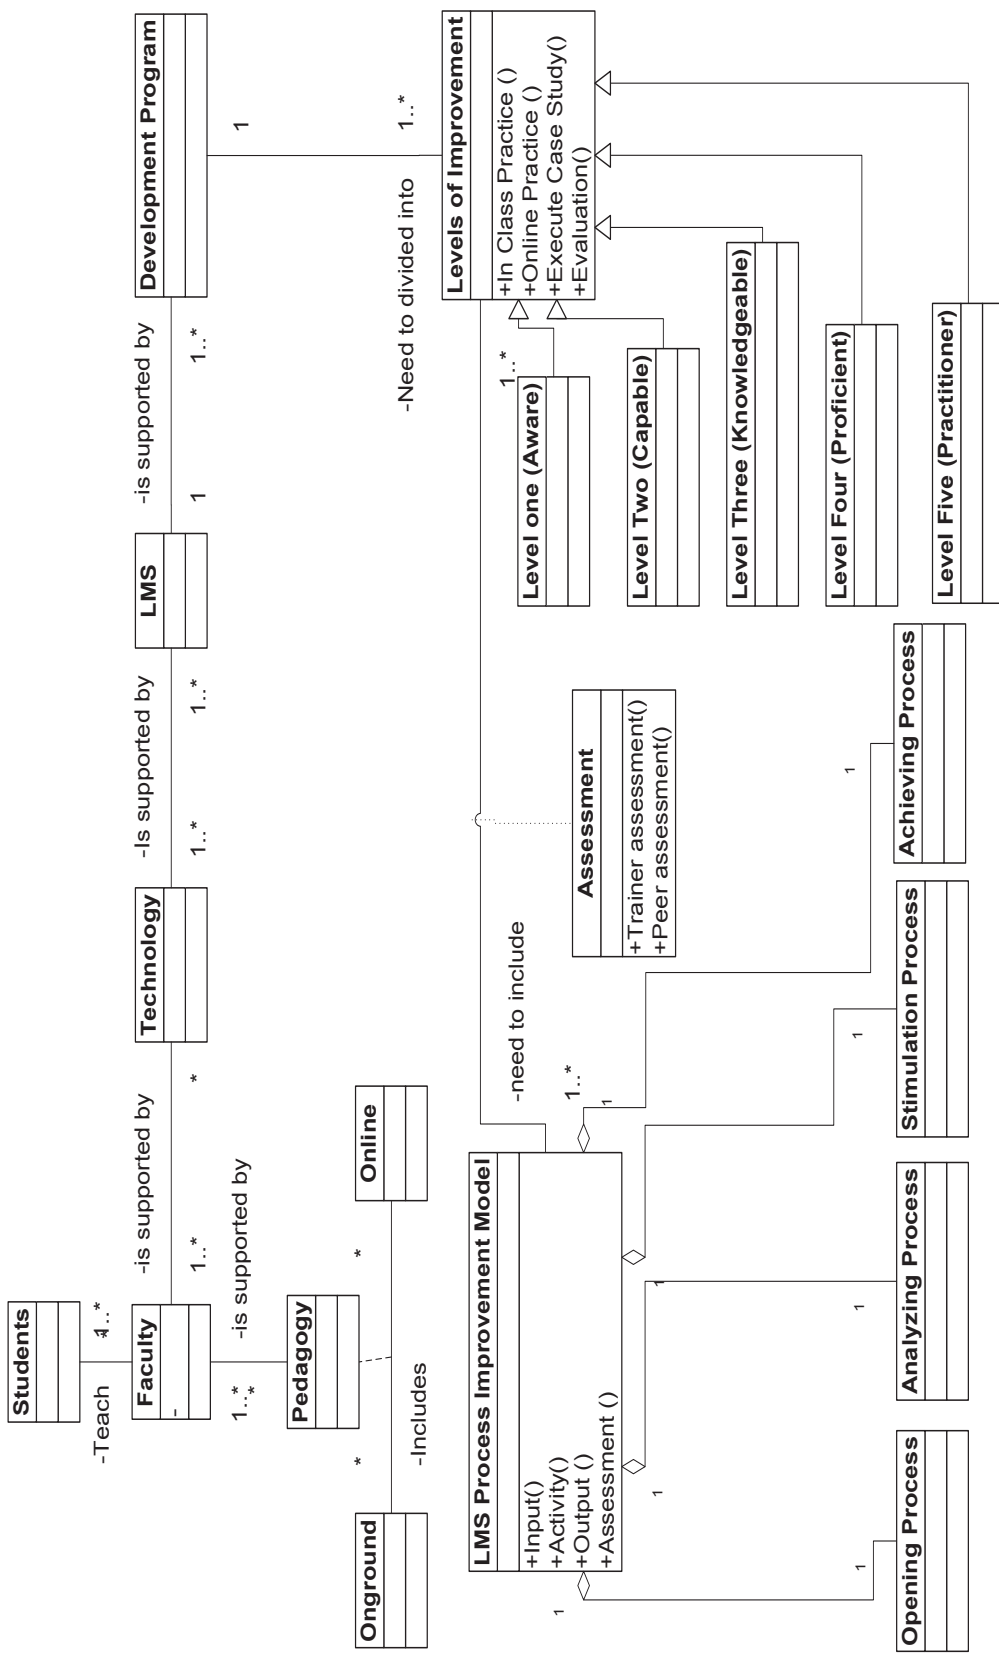 Students
-Teach
1..*
*
Faculty
-
-is supported by
1..*
*
Technology
-Is supported by
1..*
1..*
LMS
-is supported by
1
1..*
Development Program
1..*
*
-is supported by
Pedagogy
*
*
-Includes
Onground
Online
1
1..*
-Need to divided into
Levels of Improvement
+In Class Practice ()
+Online Practice ()
+Execute Case Study()
+Evaluation()
1..*
Level one (Aware)
Level Two (Capable)
Level Three (Knowledgeable)
Level Four (Proficient)
Level Five (Practitioner)
-need to include
1..*
Assessment
+Trainer assessment()
+Peer assessment()
LMS Process Improvement Model
+Input()
+Activity()
+Output ()
+Assessment ()
1
1
1
1
1
1
1
1
Opening Process
Analyzing Process
Stimulation Process
Achieving Process